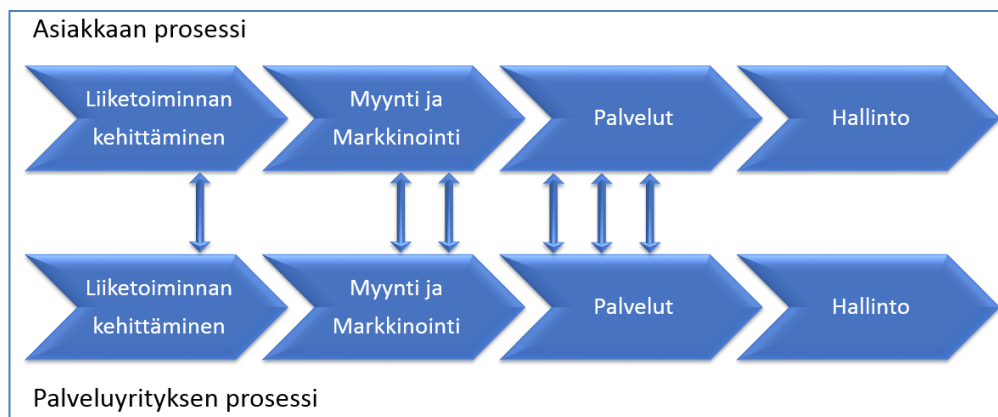 Asiakkaan prosessi
Liiketoiminnan
kehittäminen
Myynti ja
Markkinointi
Palvelut
Hallinto
Liiketoiminnan
kehittäminen
Myynti ja
Markkinointi
Palvelut
Hallinto
Palveluyrityksen prosessi